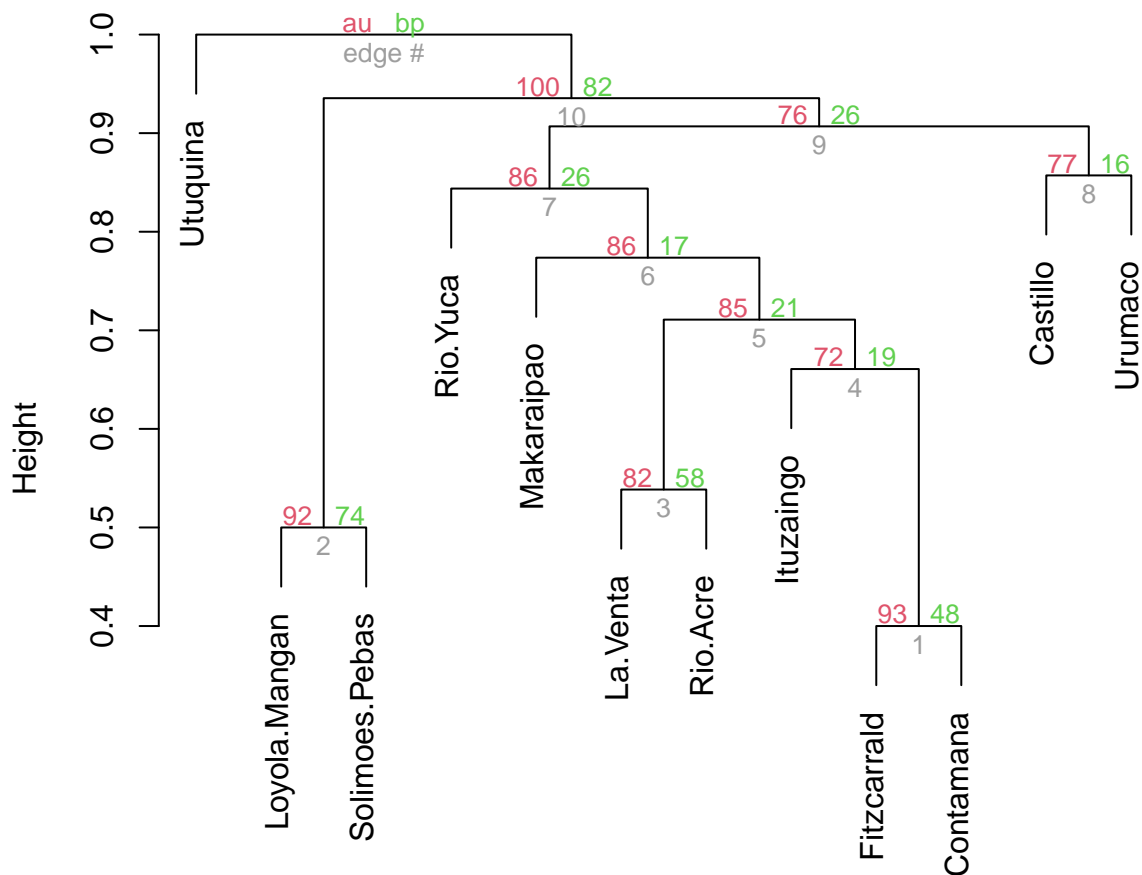 au bp
edge #
100 82
10
76 26
9
77 16
8
86 26
7
86 17
6
85 21
5
72 19
4
82 58
3
92 74
2
93 48
1
Utuquina
Loyola.Mangan
Solimoes.Pebas
Rio.Yuca
Makaraipao
La.Venta
Rio.Acre
Ituzaingo
Fitzcarrald
Contamana
Castillo
Urumaco
Height
1.0
0.9
0.8
0.7
0.6
0.5
0.4